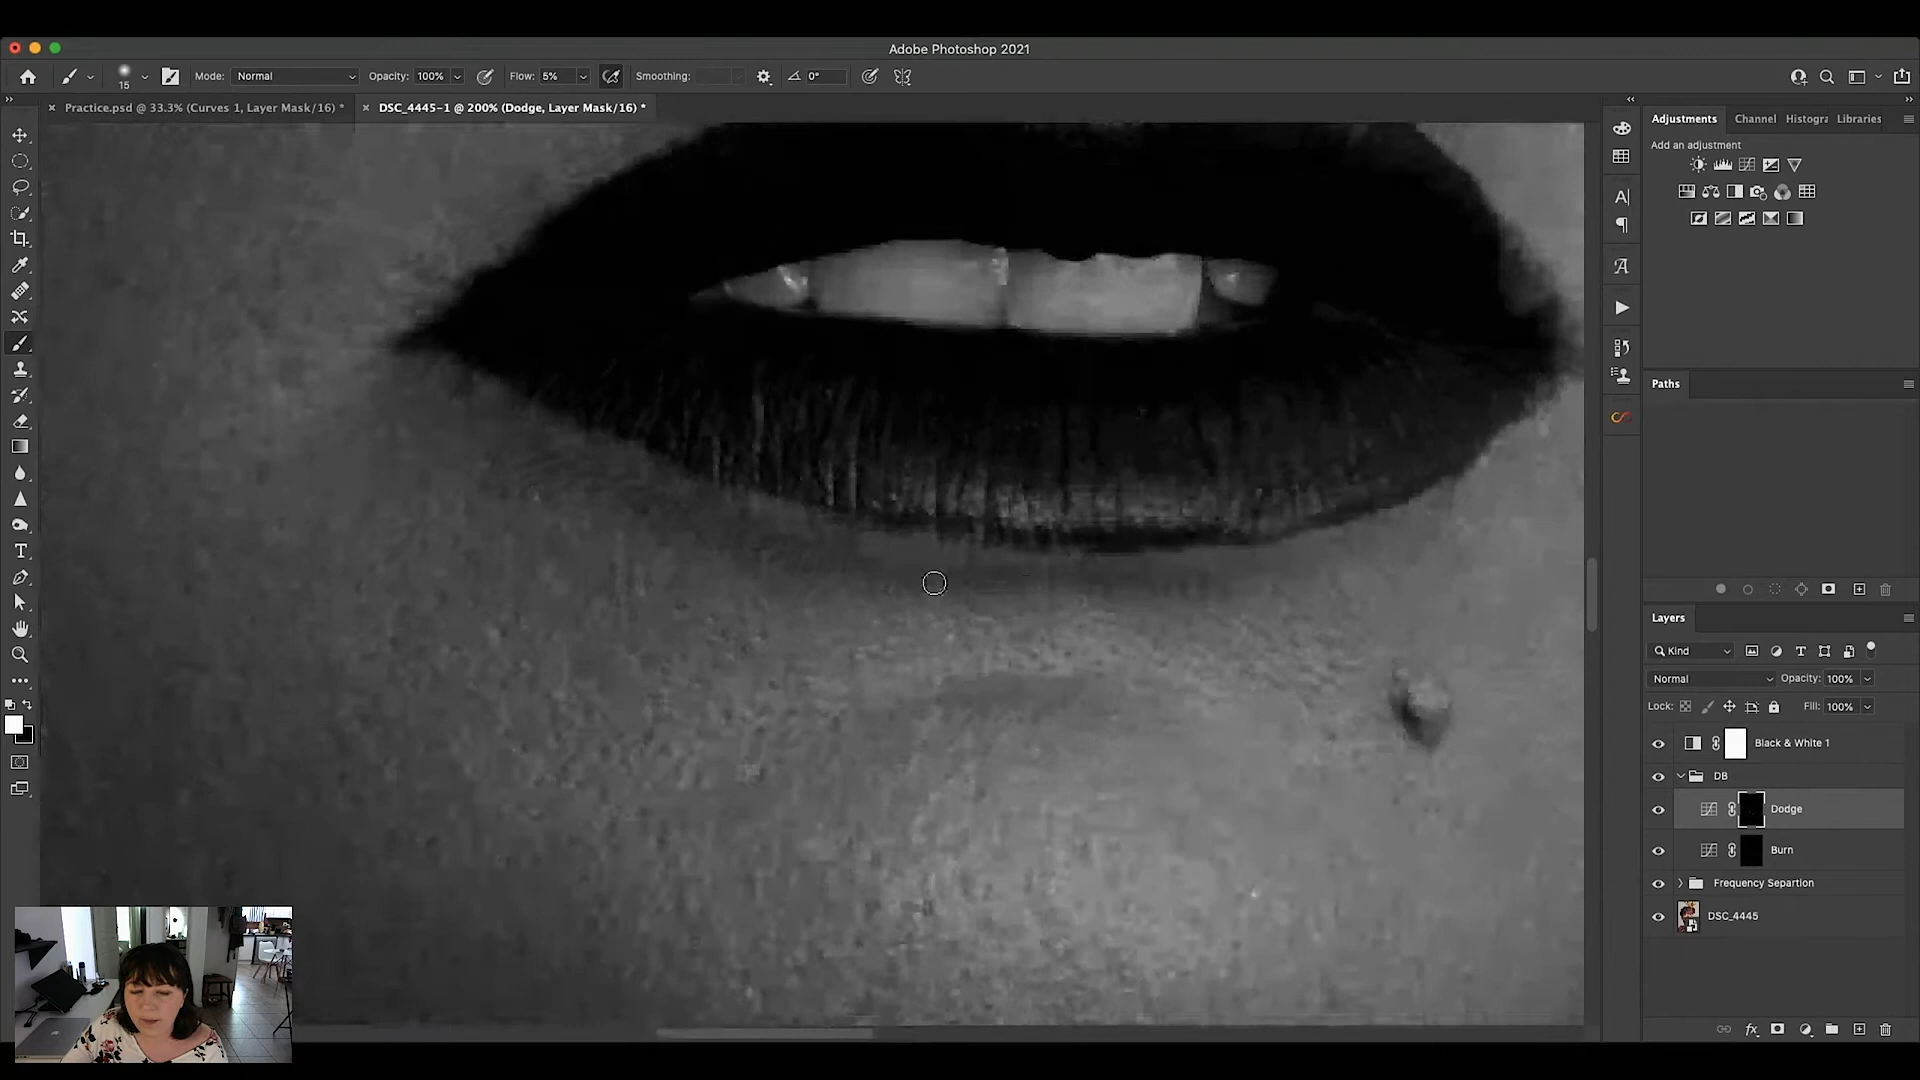 Adobe Photoshop 2021
15
Mode: Normal
Opacity: 100%
Flow: 5%
Smoothing:
0°
Practice.psd @ 33.3% (Curves 1, Layer Mask/16) *
DSC_4445-1 @ 200% (Dodge, Layer Mask/16) *
Adjustments
Channel
Histogra
Libraries
Add an adjustment
Paths
Layers
Kind
Normal
Opacity: 100%
Lock:
Fill: 100%
Black & White 1
DB
Dodge
Burn
Frequency Separtion
DSC_4445